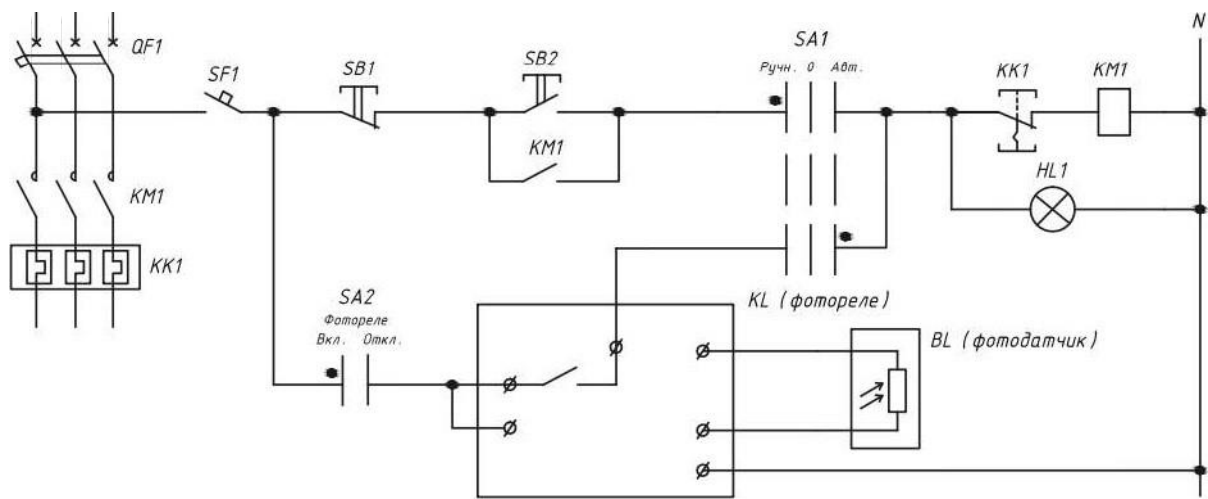 QF1
SF1
SB1
SB2
SA1
Ручн. 0 Авт.
KK1
KM1
N
KM1
HL1
KM1
KK1
SA2
Фотореле
Вкл. Откл.
KL (фотореле)
BL (фотодатчик)